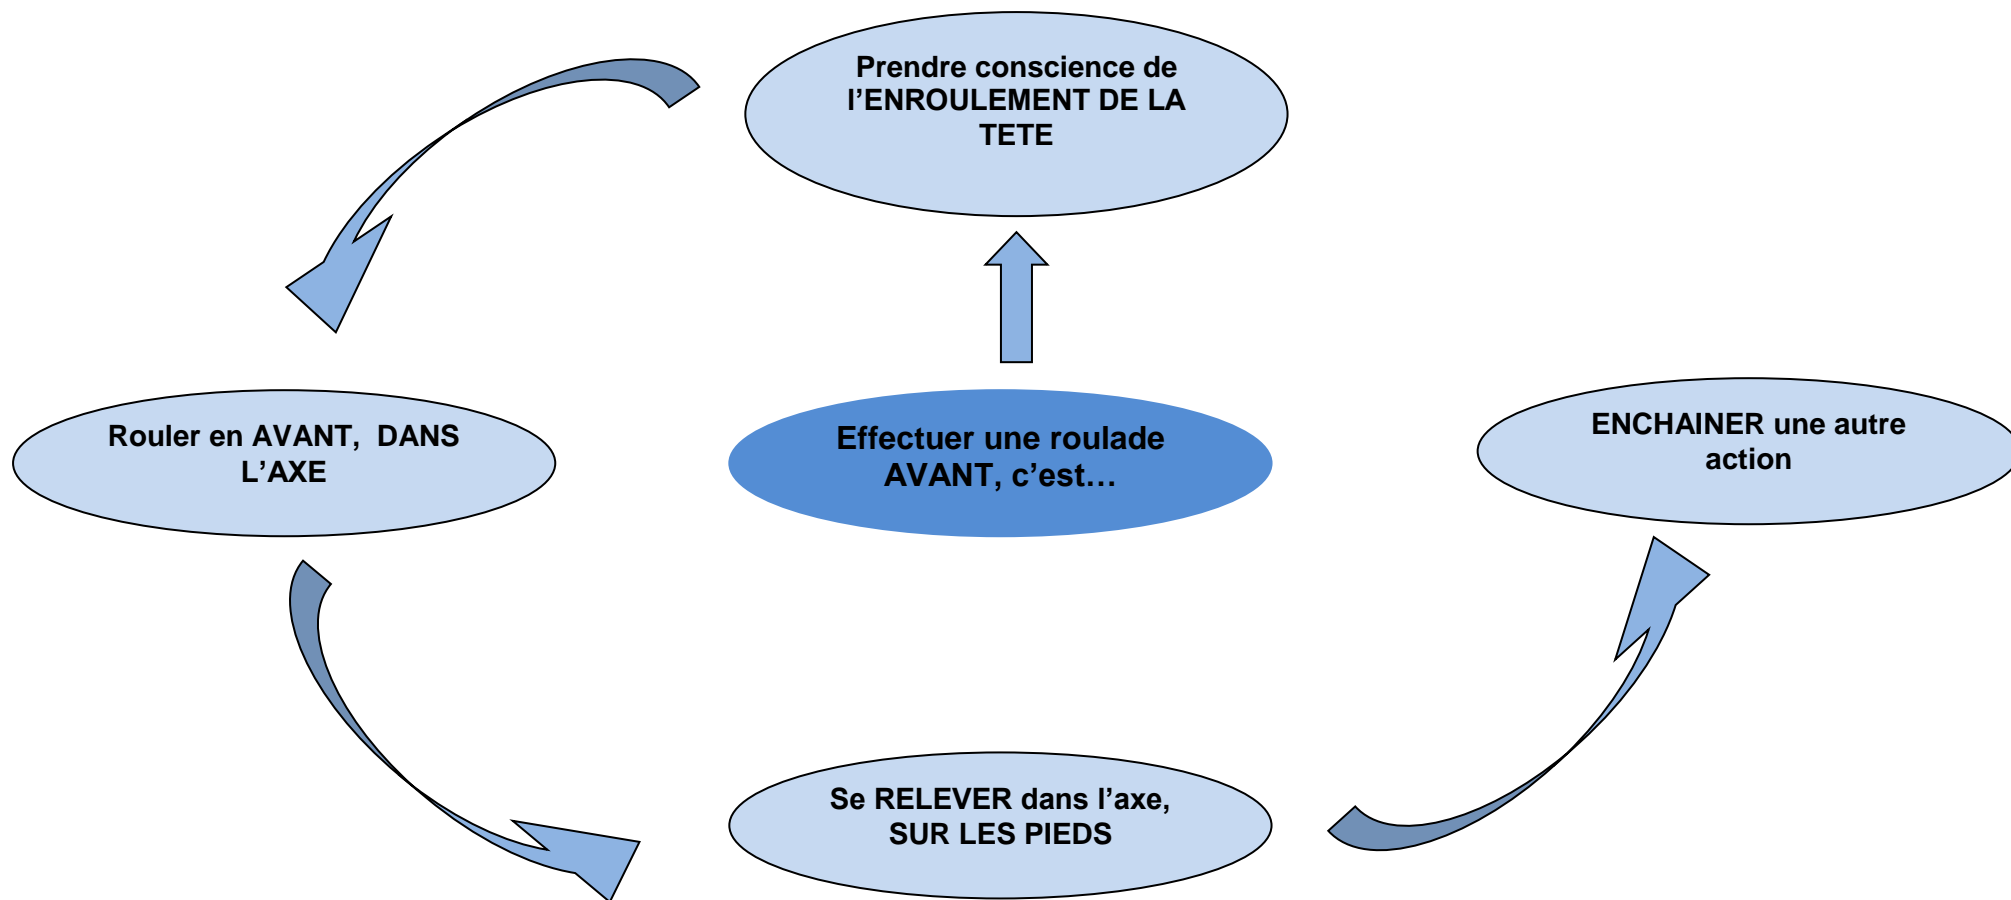 Prendre conscience de
l’ENROULEMENT DE LA
TETE
Rouler en AVANT,  DANS
L’AXE
Effectuer une roulade
AVANT, c’est…
ENCHAINER une autre
action
Se RELEVER dans l’axe,
SUR LES PIEDS